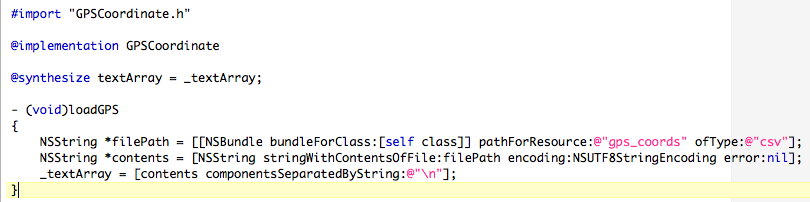 #import "GPSCoordinate.h"
@implementation GPSCoordinate
@synthesize textArray = _textArray;
- (void)loadGPS
{
NSString *filePath = [[NSBundle bundleForClass:[self class]] pathForResource:@"gps_coords" ofType:@"csv"];
NSString *contents = [NSString stringWithContentsOfFile:filePath encoding:NSUTF8StringEncoding error:nil];
_textArray = [contents componentsSeparatedByString:@"\n"];
}